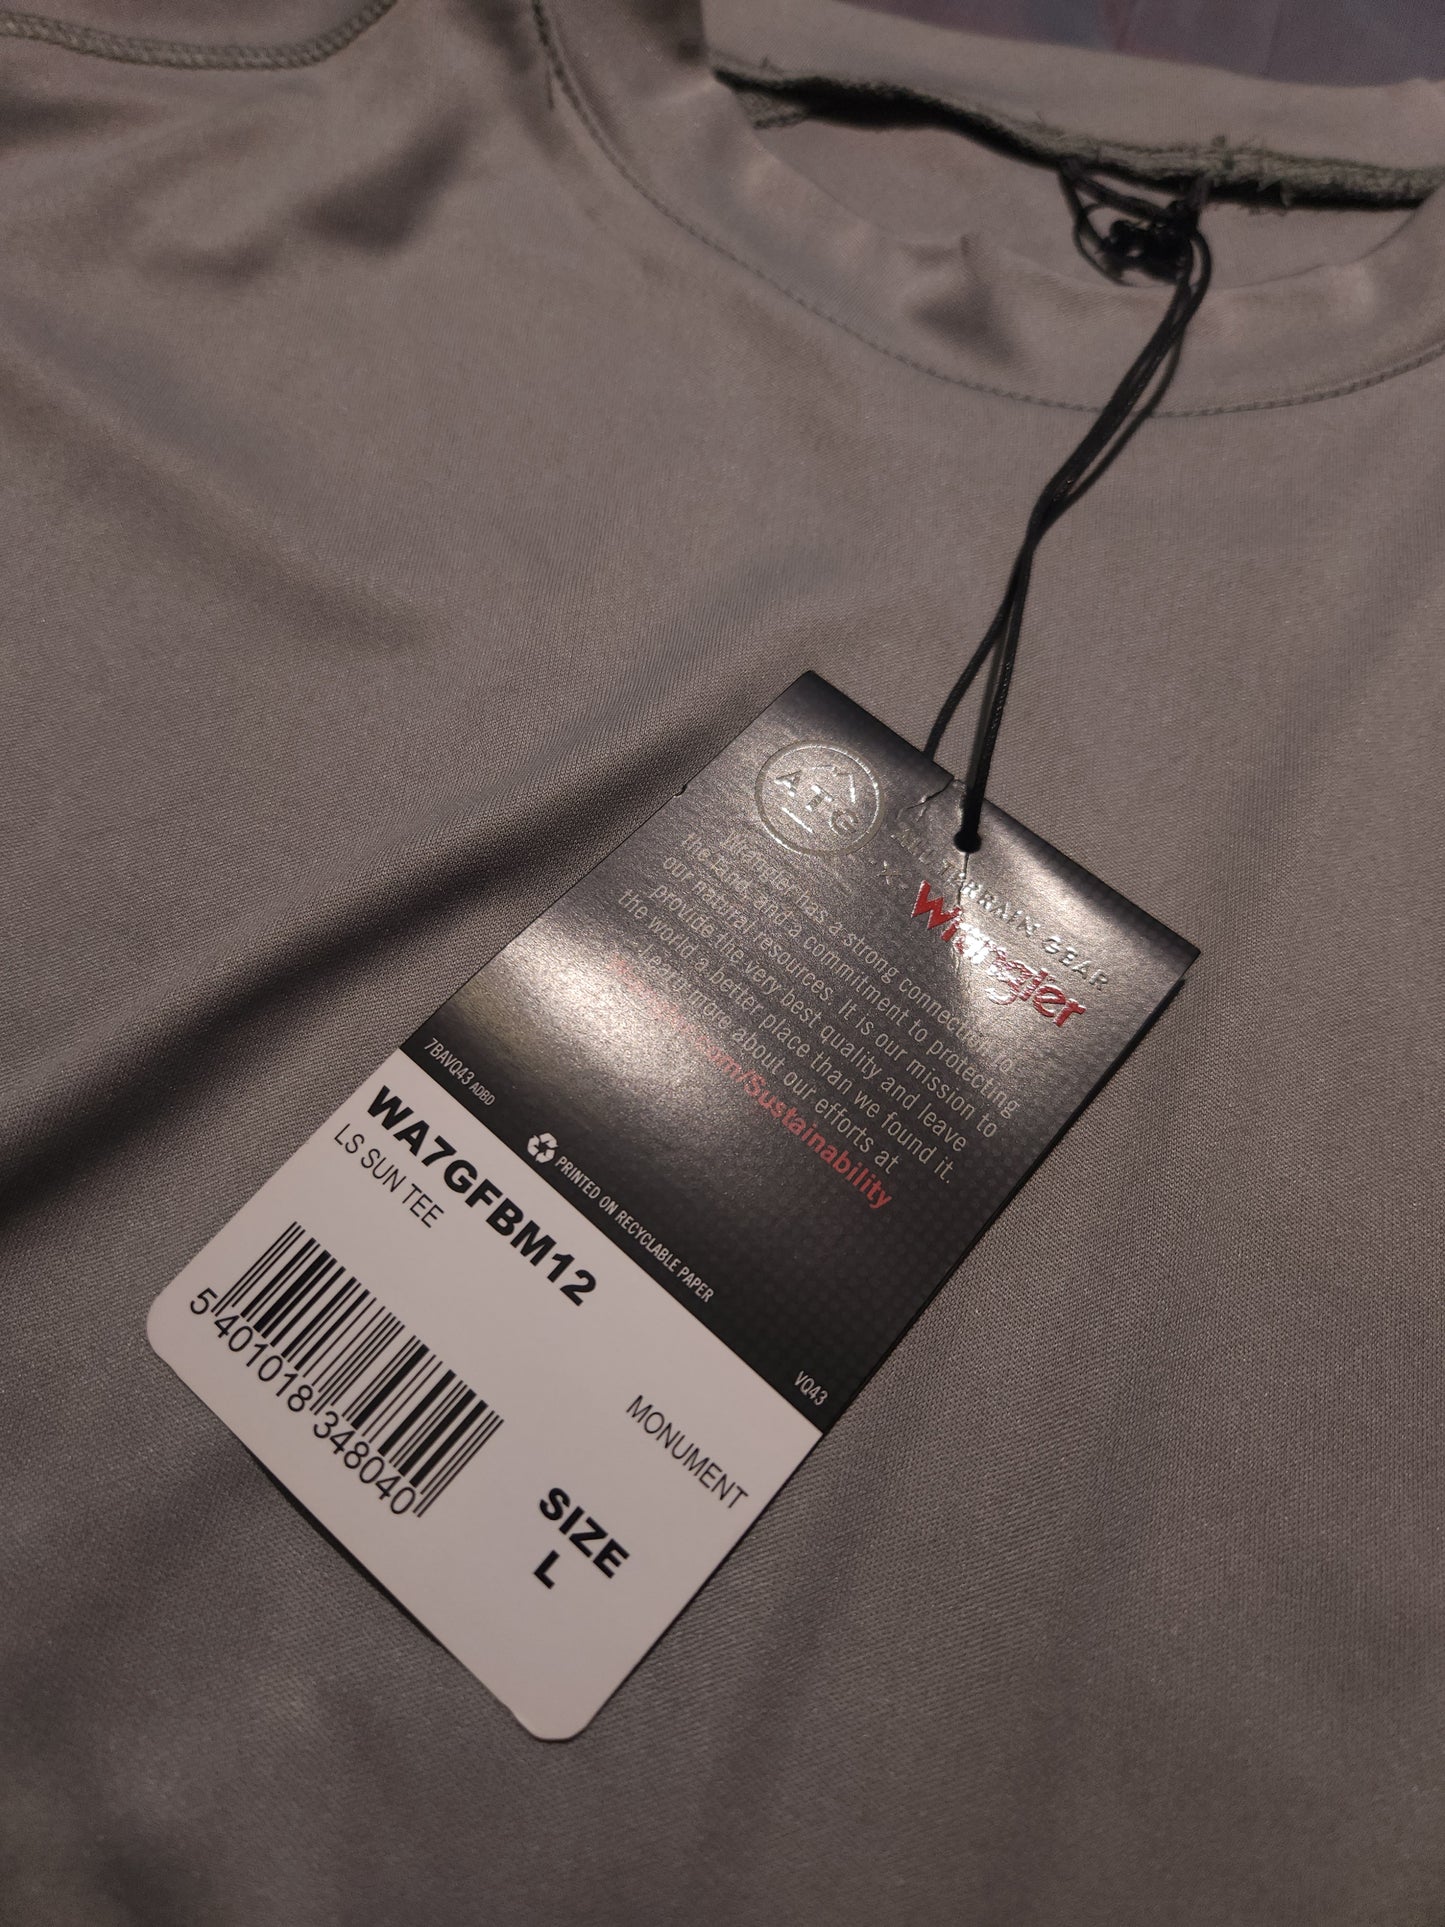 ATG
ALL TERRAIN GEAR
-X-
Wrangler
Wrangler has a strong connection to
the land, and a commitment to protecting
our natural resources. It is our mission to
provide the very best quality and leave
the world a better place than we found it.
Learn more about our efforts at
.com/Sustainability
7BAVQ43 ADBD
PRINTED ON RECYCLABLE PAPER
VQ43
WA7GFBM12
LS SUN TEE
5 401018 348040
MONUMENT
SIZE
L